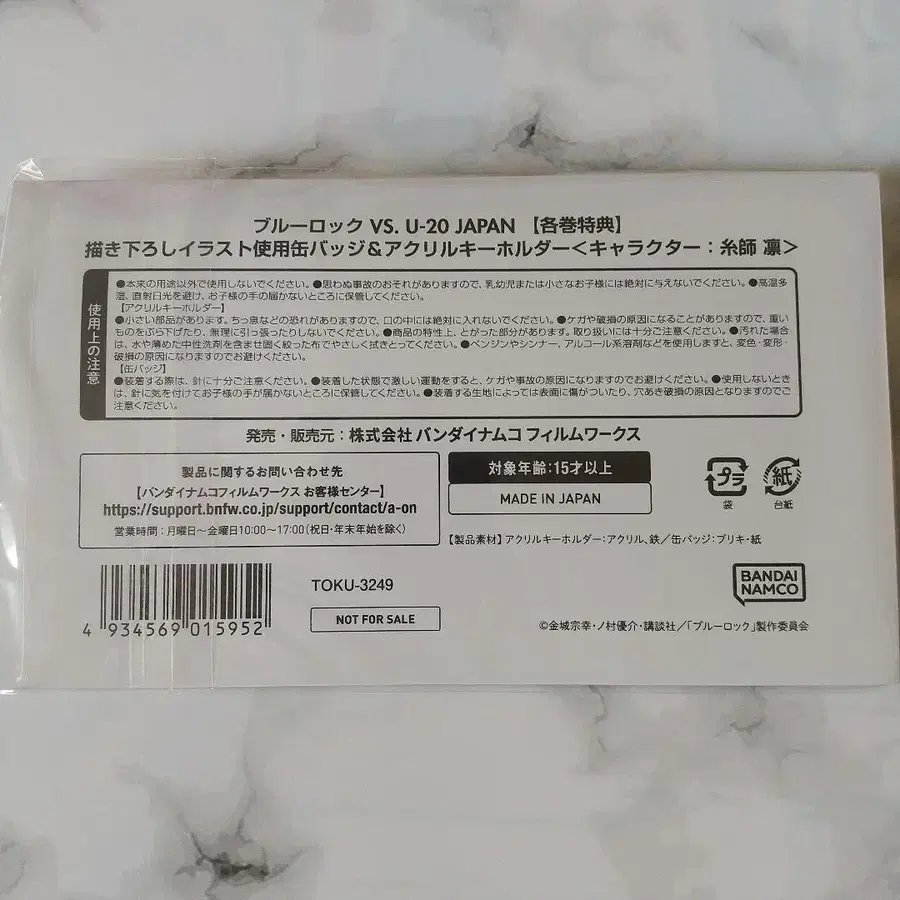 ブルーロック VS. U-20 JAPAN 【各巻特典】
描き下ろしイラスト使用缶バッジ&アクリルキーホルダー<キャラクター：糸師 凛>
使用上の注意
●本来の用途以外で使用しないでください。●思わぬ事故のおそれがありますので、乳幼児または小さなお子様には絶対に与えないでください。●高温多
湿、直射日光を避け、お子様の手の届かないところに保管してください。
【アクリルキーホルダー】
●小さい部品があります。ちっ息などの恐れがありますので、口の中には絶対に入れないでください。●ケガや破損の原因になることがありますので、重い
ものをぶら下げたり、無理に引っ張ったりしないでください。●商品の特性上、とがった部分があります。取り扱いには十分ご注意ください。●汚れた場合
は、水や薄めた中性洗剤を含ませ固く絞った布でやさしく拭きとってください。●ベンジンやシンナー、アルコール系溶剤などを使用しますと、変色・変形・
破損の原因になりますのでお避けください。
【缶バッジ】
●装着する際は、針に十分ご注意ください。●装着した状態で激しい運動をすると、ケガや事故の原因になりますのでお避けください。●使用しないとき
は、針に気を付けてお子様の手が届かないところに保管してください。●装着する生地によっては表面に傷がついたり、穴あき破損の原因となりますのでご
注意ください。
発売・販売元：株式会社 バンダイナムコ フィルムワークス
製品に関するお問い合わせ先
【バンダイナムコフィルムワークス お客様センター】
https://support.bnfw.co.jp/support/contact/a-on
営業時間：月曜日～金曜日10:00～17:00(祝日・年末年始を除く)
対象年齢：15才以上
MADE IN JAPAN
プラ
袋
紙
台紙
【製品素材】アクリルキーホルダー：アクリル、鉄／缶バッジ：ブリキ・紙
4 934569 015952
TOKU-3249
NOT FOR SALE
BANDAI
NAMCO
©金城宗幸・ノ村優介・講談社／「ブルーロック」製作委員会